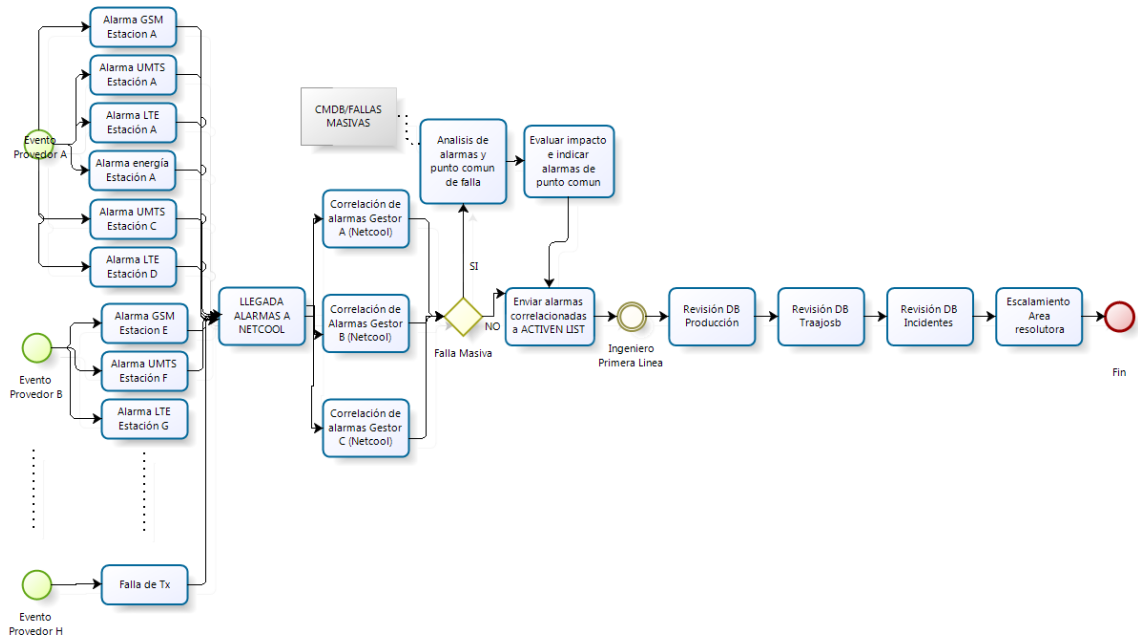 Alarma GSM
Estacion A
Alarma UMTS
Estación A
Alarma LTE
Estación A
Evento
Provedor A
Alarma energía
Estación A
Alarma UMTS
Estación C
Alarma LTE
Estación D
Alarma GSM
Estacion E
Evento
Provedor B
Alarma UMTS
Estación F
Alarma LTE
Estación G
Evento
Provedor H
Falla de Tx
LLEGADA
ALARMAS A
NETCOOL
Correlación de
alarmas Gestor
A (Netcool)
Correlación de
Alarmas Gestor
B (Netcool)
Correlación de
alarmas Gestor
C (Netcool)
CMDB/FALLAS
MASIVAS
Analisis de
alarmas y
punto comun
de falla
Evaluar impacto
e indicar
alarmas de
punto comun
SI
NO
Falla Masiva
Enviar alarmas
correlacionadas
a ACTIVEN LIST
Ingeniero
Primera Linea
Revisión DB
Producción
Revisión DB
Traajosb
Revisión DB
Incidentes
Escalamiento
Area
resolutora
Fin